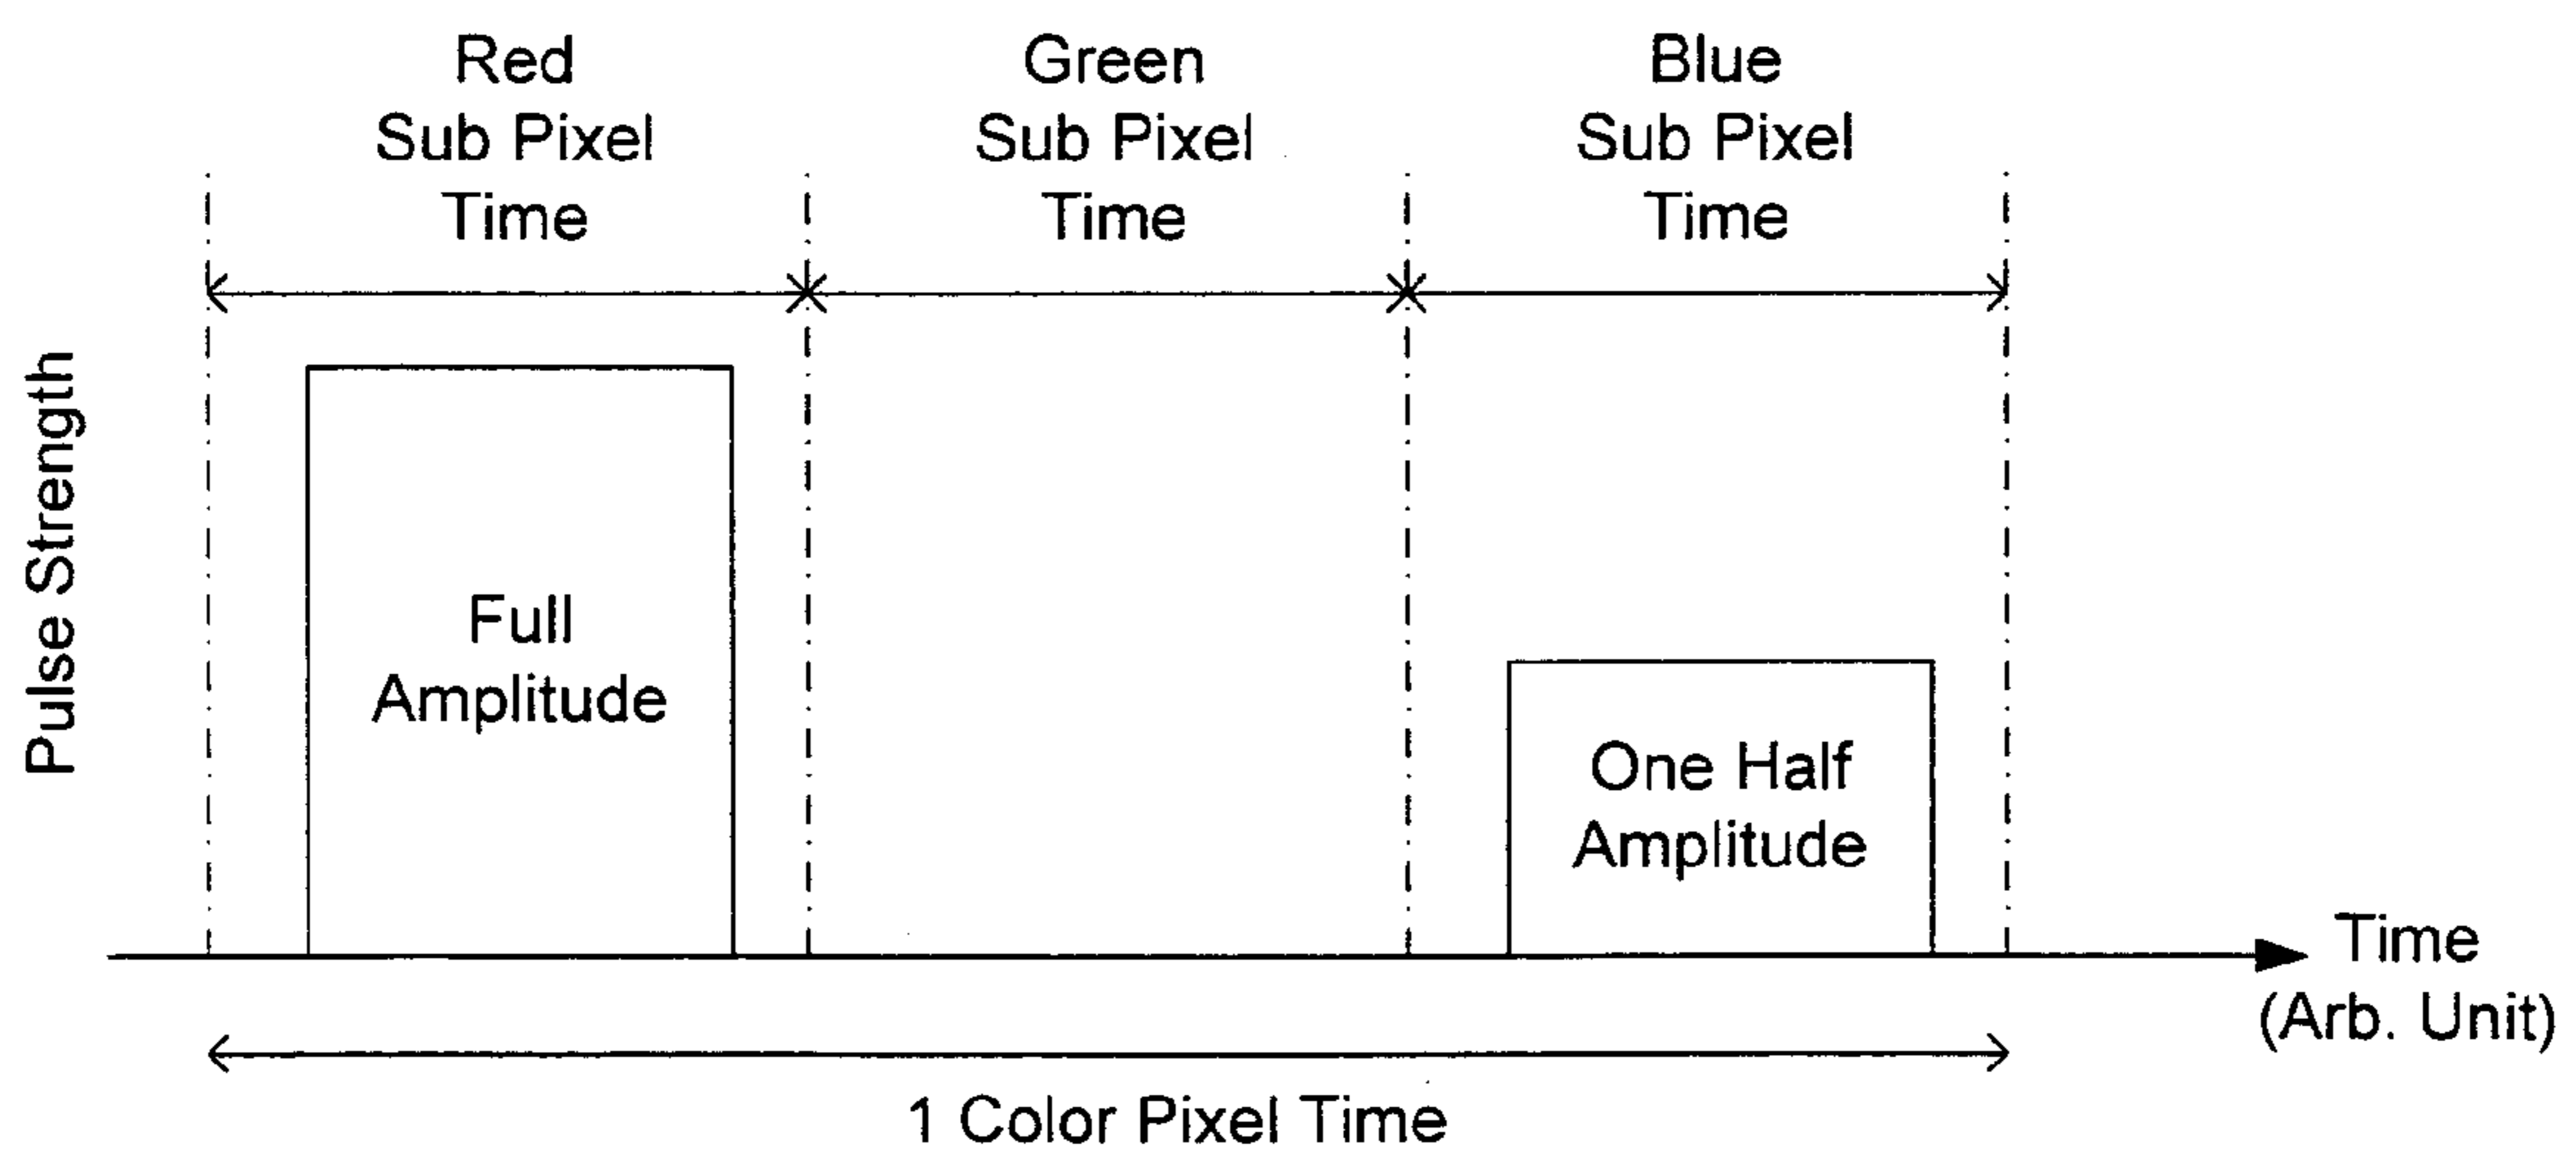 Red
Sub Pixel
Time
Green
Sub Pixel
Time
Blue
Sub Pixel
Time
Pulse Strength
Full
Amplitude
One Half
Amplitude
Time
(Arb. Unit)
1 Color Pixel Time